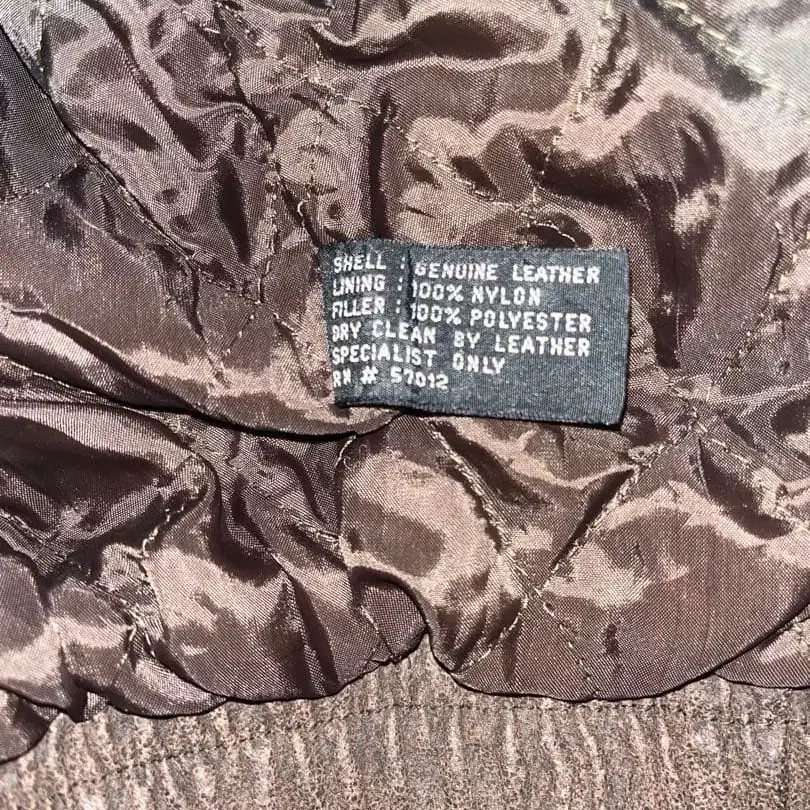 SHELL : GENUINE LEATHER
LINING : 100% NYLON
FILLER : 100% POLYESTER
DRY CLEAN BY LEATHER
SPECIALIST ONLY
RN # 57012